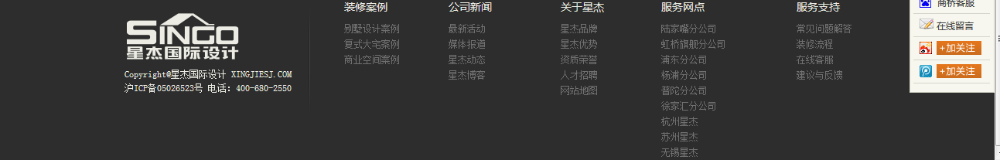 SINGO
星杰国际设计
Copyright@星杰国际设计 XINGJIESJ.COM
沪ICP备05026523号 电话：400-680-2550
装修案例
别墅设计案例
复式大宅案例
商业空间案例
公司新闻
最新活动
媒体报道
星杰动态
星杰博客
关于星杰
星杰品牌
星杰优势
资质荣誉
人才招聘
网站地图
服务网点
陆家嘴分公司
虹桥旗舰分公司
浦东分公司
杨浦分公司
普陀分公司
徐家汇分公司
杭州星杰
苏州星杰
无锡星杰
服务支持
常见问题解答
装修流程
在线客服
建议与反馈
商桥客服
在线留言
+加关注
+加关注